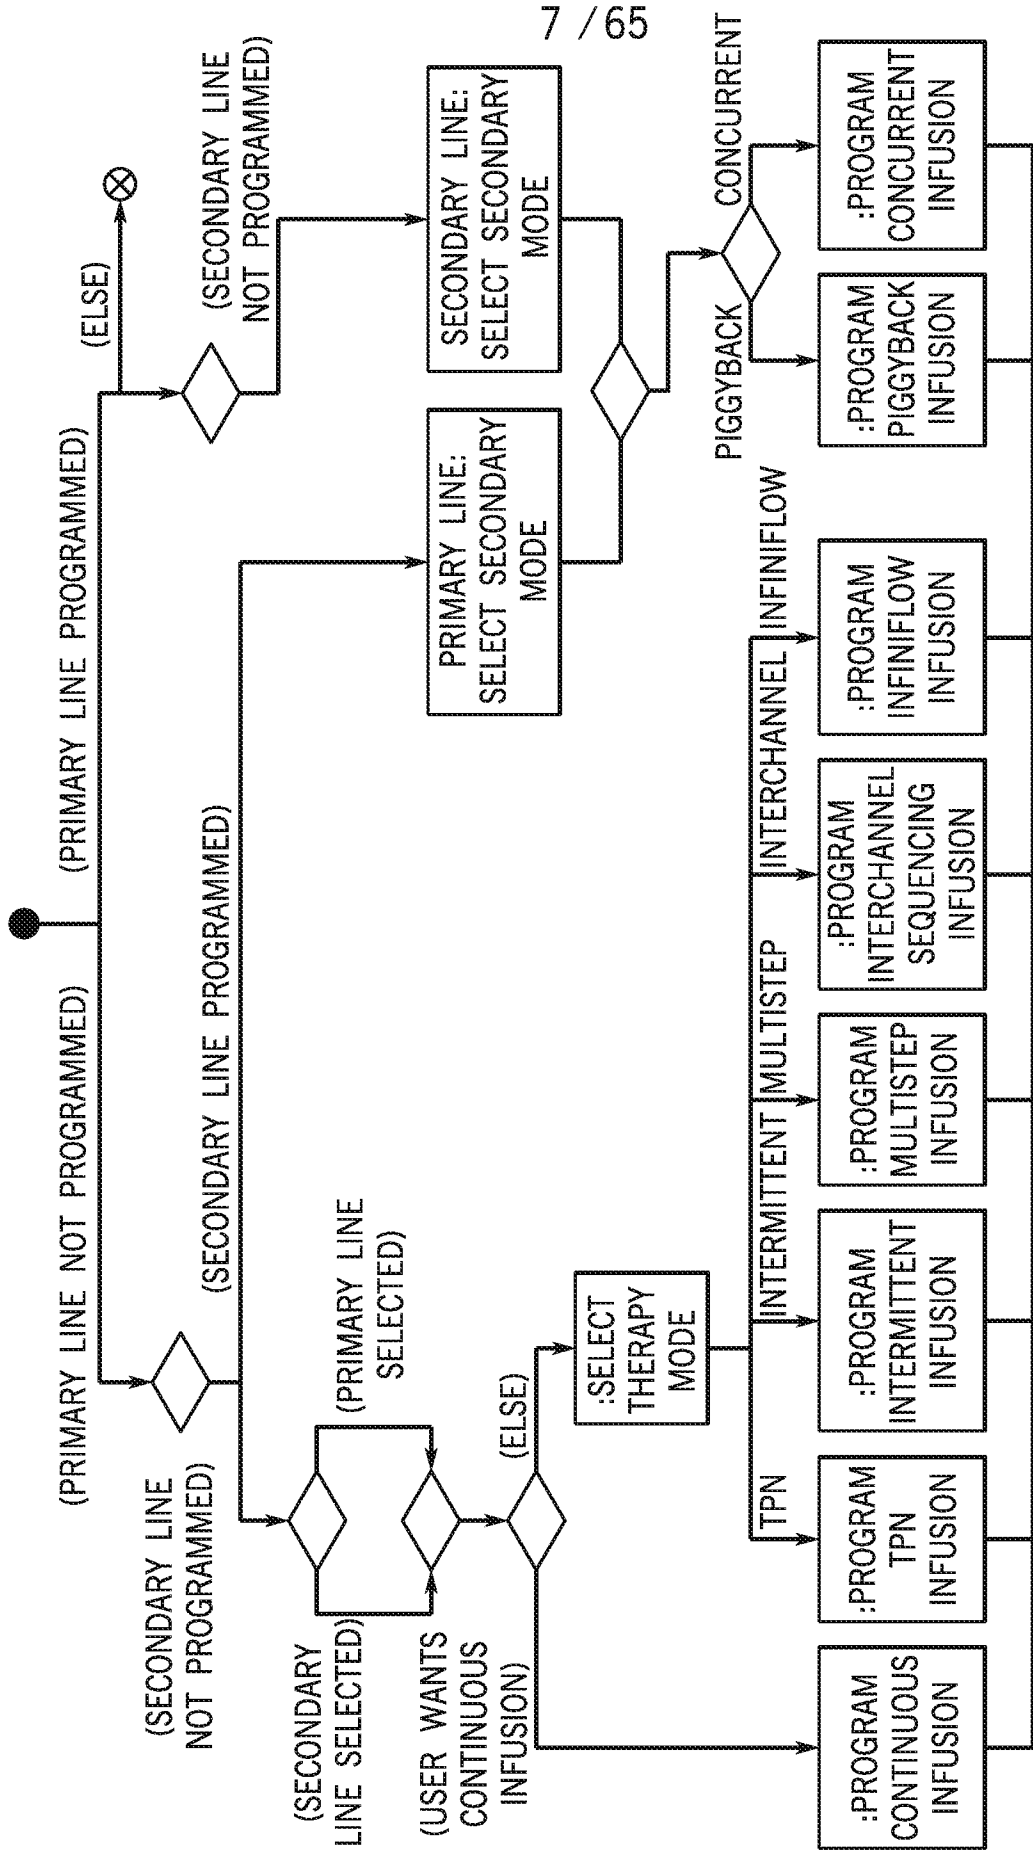 7 / 65
(PRIMARY LINE NOT PROGRAMMED)
(PRIMARY LINE PROGRAMMED)
(ELSE)
(SECONDARY LINE
NOT PROGRAMMED)
(SECONDARY LINE PROGRAMMED)
(SECONDARY LINE
NOT PROGRAMMED)
(SECONDARY
LINE SELECTED)
(PRIMARY LINE
SELECTED)
PRIMARY LINE:
SELECT SECONDARY
MODE
SECONDARY LINE:
SELECT SECONDARY
MODE
(USER WANTS
CONTINUOUS
INFUSION)
(ELSE)
:SELECT
THERAPY
MODE
TPN
INTERMITTENT
MULTISTEP
INTERCHANNEL
INFINIFLOW
PIGGYBACK
CONCURRENT
:PROGRAM
CONTINUOUS
INFUSION
:PROGRAM
TPN
INFUSION
:PROGRAM
INTERMITTENT
INFUSION
:PROGRAM
MULTISTEP
INFUSION
:PROGRAM
INTERCHANNEL
SEQUENCING
INFUSION
:PROGRAM
INFINIFLOW
INFUSION
:PROGRAM
PIGGYBACK
INFUSION
:PROGRAM
CONCURRENT
INFUSION